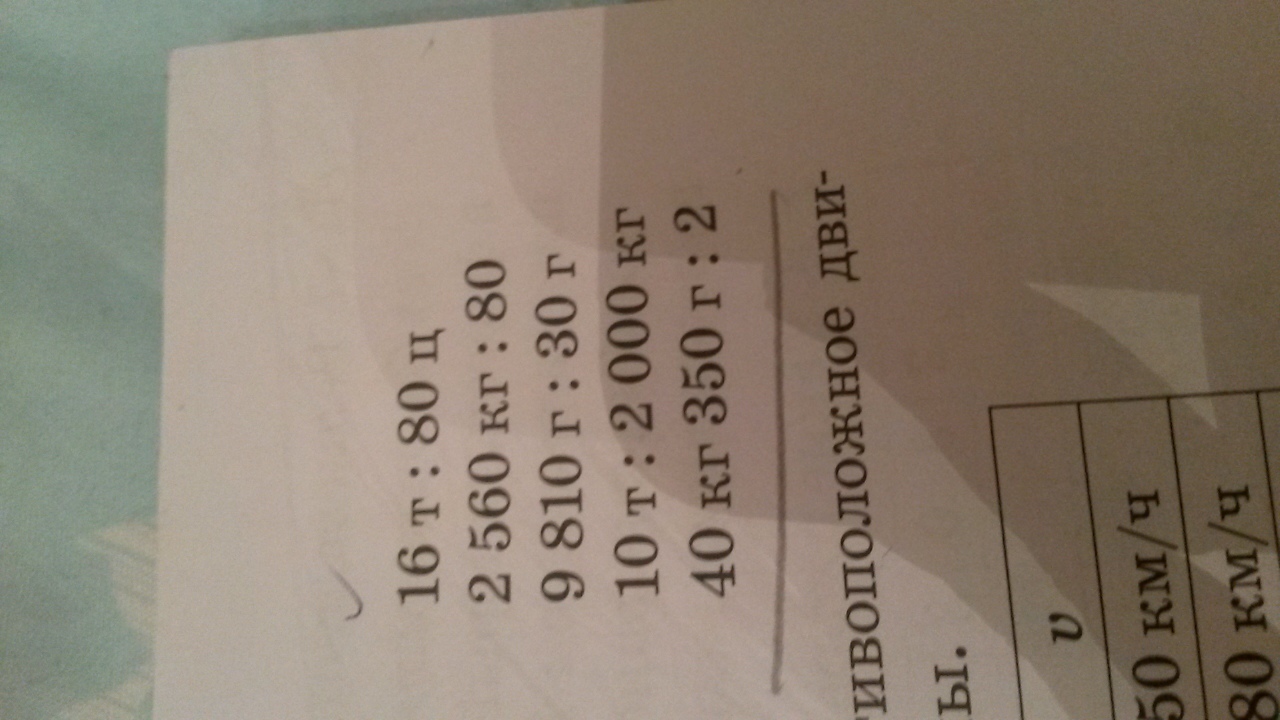 16 т : 80 ц
2 560 кг : 80
9 810 г : 30 г
10 т : 2 000 кг
40 кг 350 г : 2
тивоположное дви-
ы.
v
50 км/ч
80 км/ч